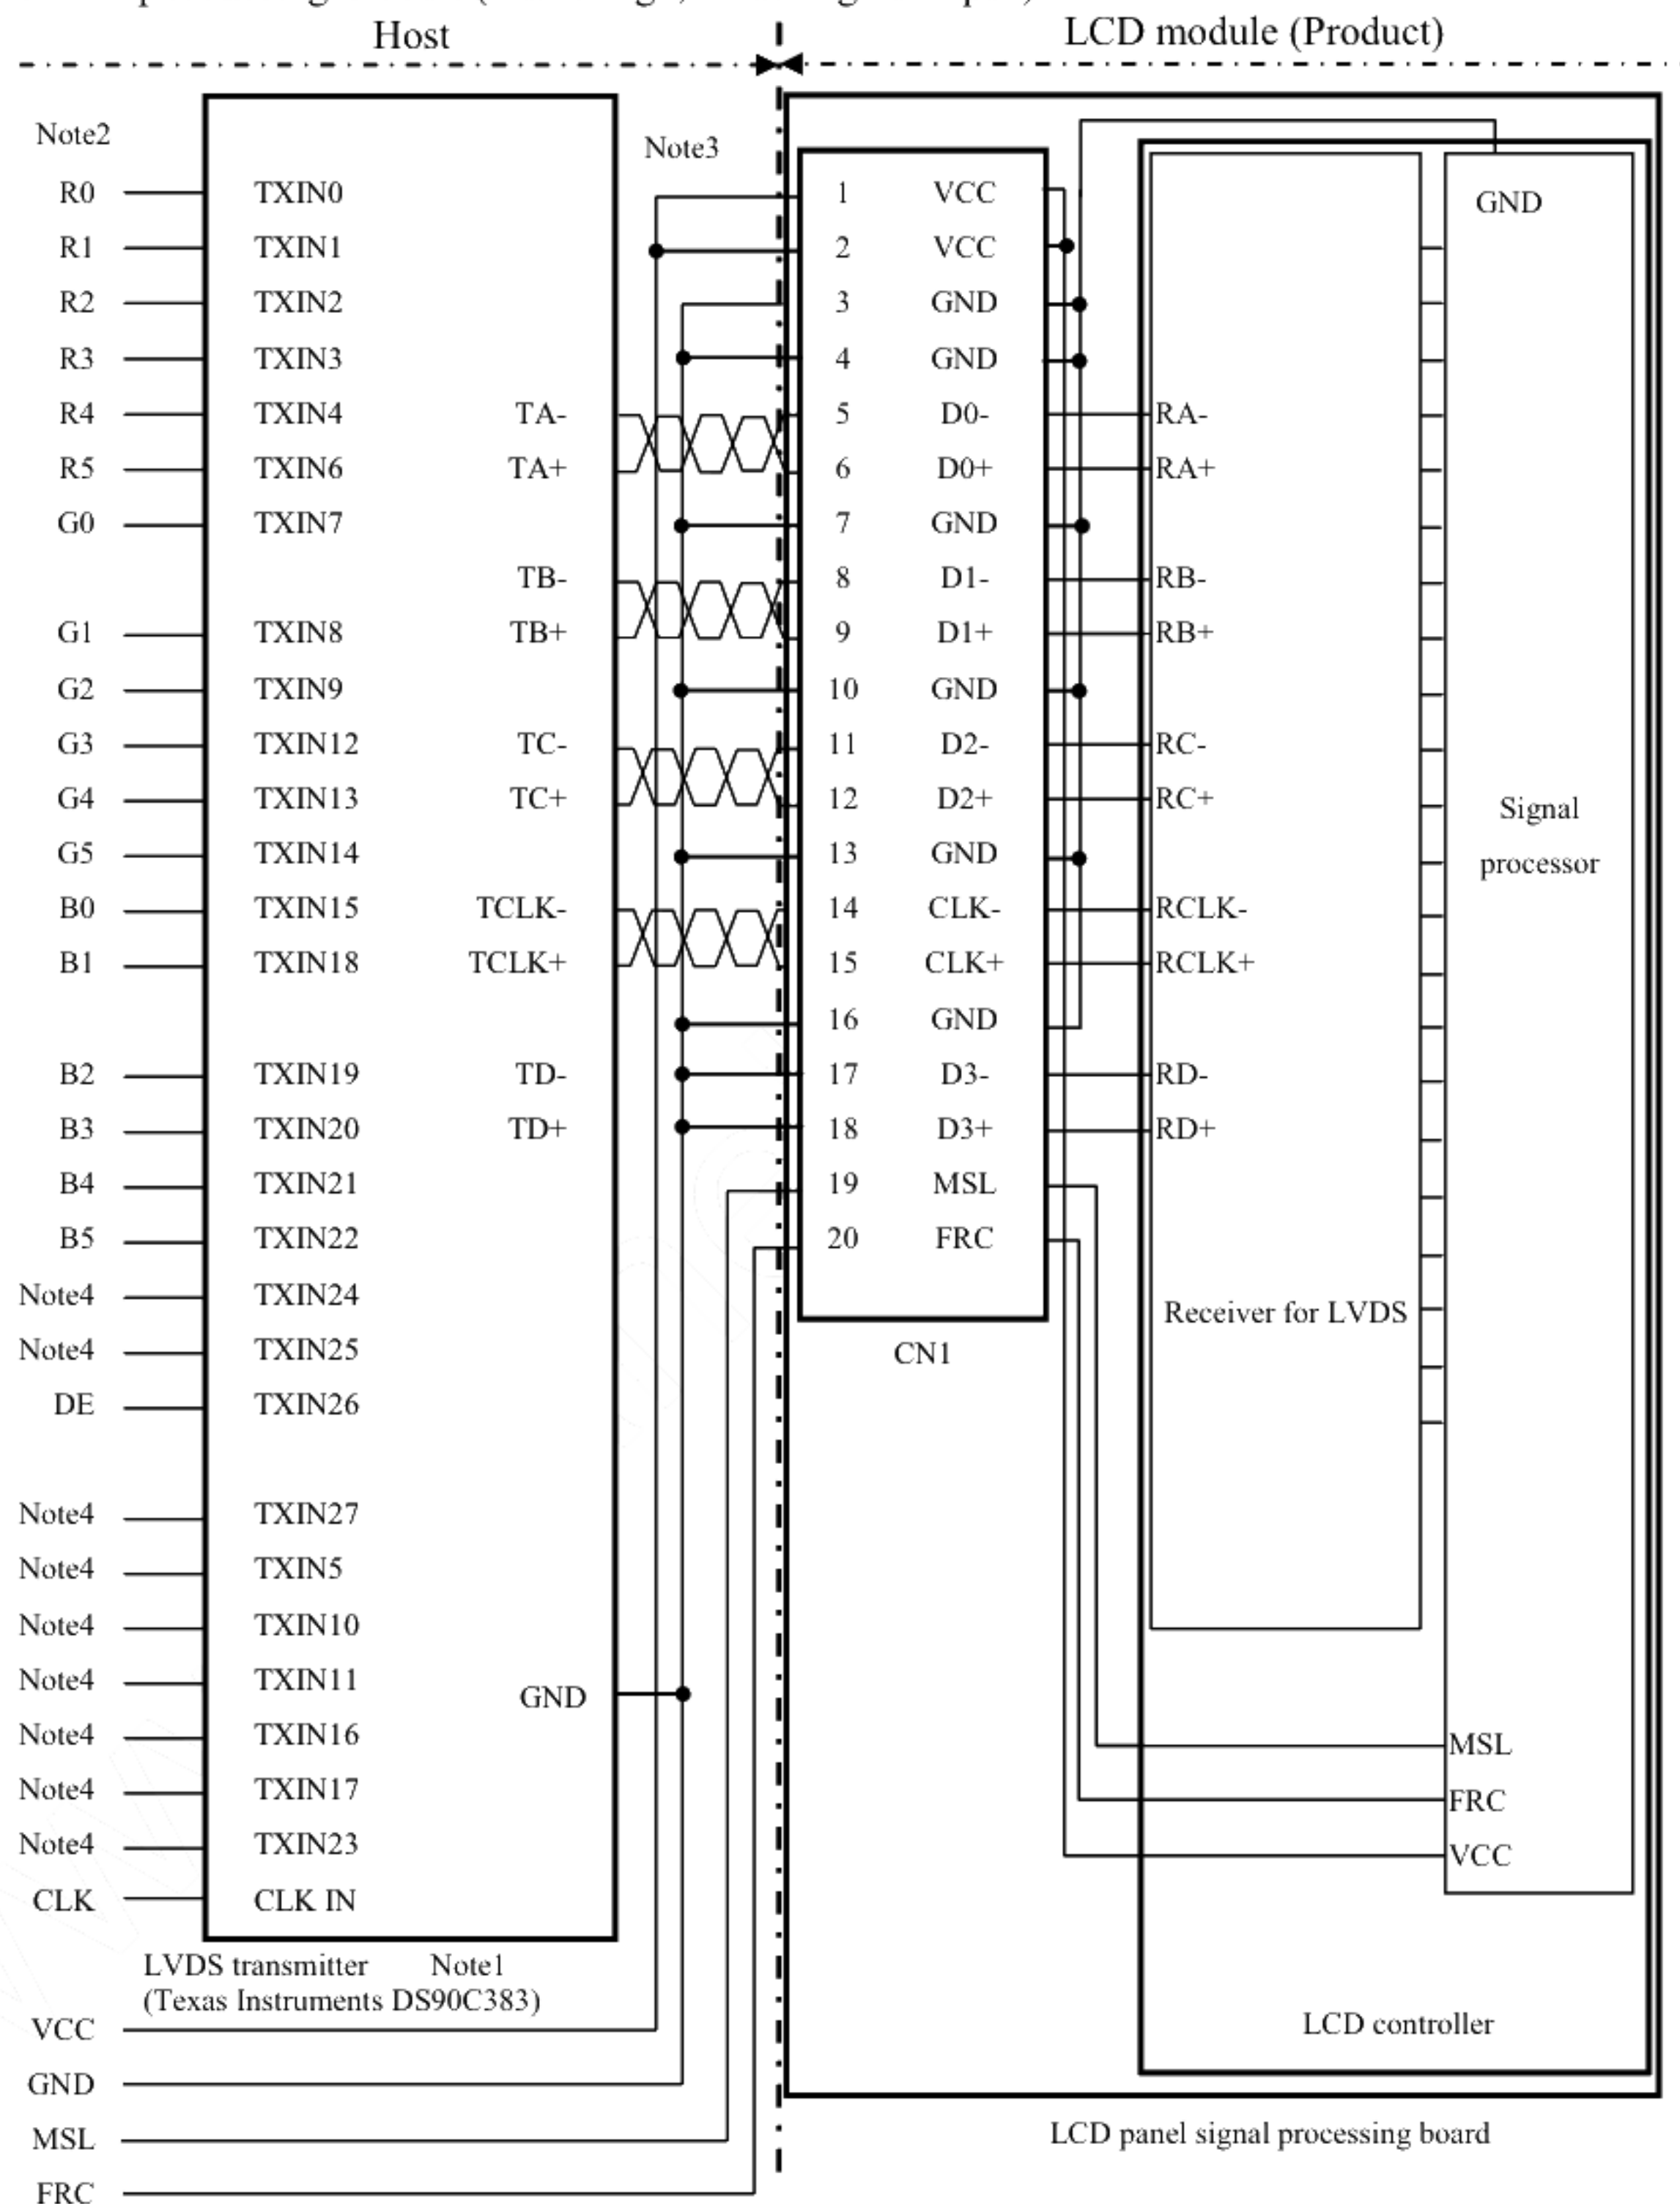 Host
LCD module (Product)
Note2
Note3
R0 TXIN0 1 VCC GND
R1 TXIN1 2 VCC
R2 TXIN2 3 GND
R3 TXIN3 4 GND
R4 TXIN4 TA- 5 D0- RA-
R5 TXIN6 TA+ 6 D0+ RA+
G0 TXIN7 7 GND
TB- 8 D1- RB-
G1 TXIN8 TB+ 9 D1+ RB+
G2 TXIN9 10 GND
G3 TXIN12 TC- 11 D2- RC-
G4 TXIN13 TC+ 12 D2+ RC+ Signal
G5 TXIN14 13 GND processor
B0 TXIN15 TCLK- 14 CLK- RCLK-
B1 TXIN18 TCLK+ 15 CLK+ RCLK+
16 GND
B2 TXIN19 TD- 17 D3- RD-
B3 TXIN20 TD+ 18 D3+ RD+
B4 TXIN21 19 MSL
B5 TXIN22 20 FRC
Note4 TXIN24 Receiver for LVDS
Note4 TXIN25 CN1
DE TXIN26
Note4 TXIN27
Note4 TXIN5
Note4 TXIN10
Note4 TXIN11 GND
Note4 TXIN16 MSL
Note4 TXIN17 FRC
Note4 TXIN23 VCC
CLK CLK IN
LVDS transmitter Note1
(Texas Instruments DS90C383)
VCC LCD controller
GND
MSL LCD panel signal processing board
FRC